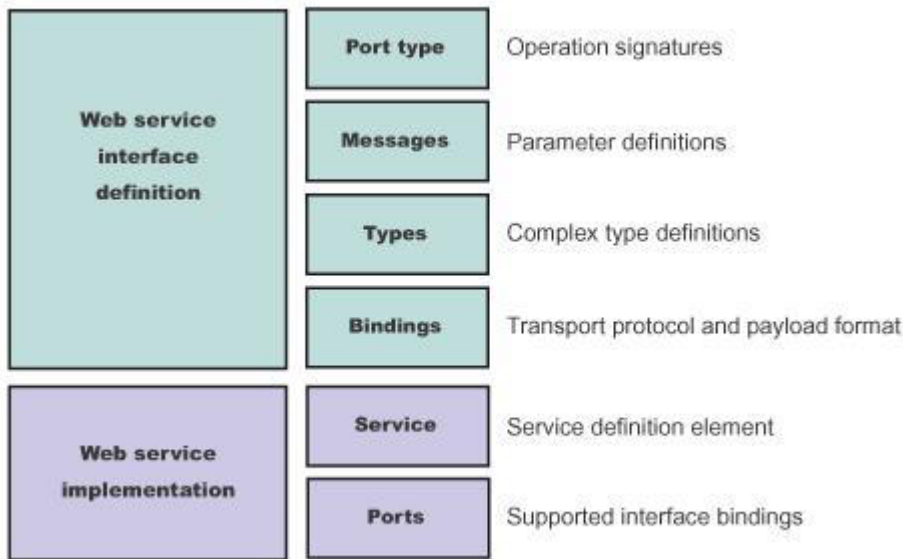 Web service
interface
definition
Port type
Operation signatures
Messages
Parameter definitions
Types
Complex type definitions
Bindings
Transport protocol and payload format
Web service
implementation
Service
Service definition element
Ports
Supported interface bindings